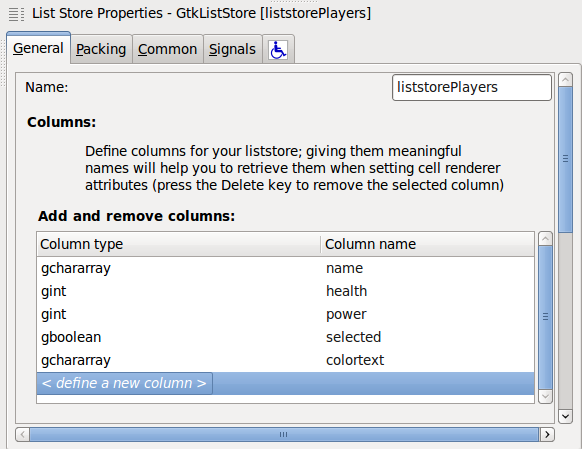 List Store Properties - GtkListStore [liststorePlayers]
General Packing Common Signals
Name: liststorePlayers
Columns:
Define columns for your liststore; giving them meaningful
names will help you to retrieve them when setting cell renderer
attributes (press the Delete key to remove the selected column)
Add and remove columns:
Column type Column name
gchararray name
gint health
gint power
gboolean selected
gchararray colortext
< define a new column >